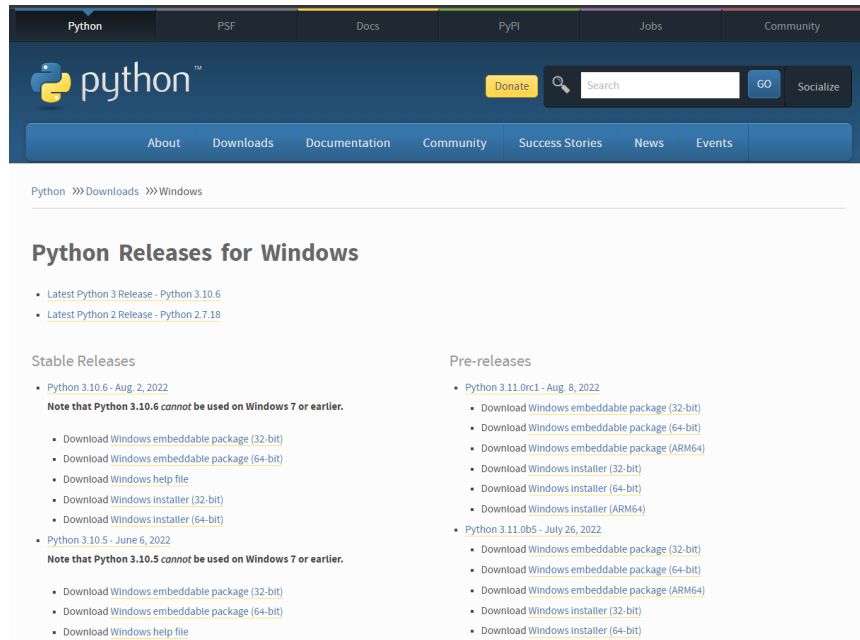 Python PSF Docs PyPI Jobs Community
python™ Donate Search GO Socialize
About Downloads Documentation Community Success Stories News Events
Python >>> Downloads >>> Windows
Python Releases for Windows
Latest Python 3 Release - Python 3.10.6
Latest Python 2 Release - Python 2.7.18
Stable Releases
Python 3.10.6 - Aug. 2, 2022
Note that Python 3.10.6 cannot be used on Windows 7 or earlier.
Download Windows embeddable package (32-bit)
Download Windows embeddable package (64-bit)
Download Windows help file
Download Windows installer (32-bit)
Download Windows installer (64-bit)
Python 3.10.5 - June 6, 2022
Note that Python 3.10.5 cannot be used on Windows 7 or earlier.
Download Windows embeddable package (32-bit)
Download Windows embeddable package (64-bit)
Download Windows help file
Pre-releases
Python 3.11.0rc1 - Aug. 8, 2022
Download Windows embeddable package (32-bit)
Download Windows embeddable package (64-bit)
Download Windows embeddable package (ARM64)
Download Windows installer (32-bit)
Download Windows installer (64-bit)
Download Windows installer (ARM64)
Python 3.11.0b5 - July 26, 2022
Download Windows embeddable package (32-bit)
Download Windows embeddable package (64-bit)
Download Windows embeddable package (ARM64)
Download Windows installer (32-bit)
Download Windows installer (64-bit)